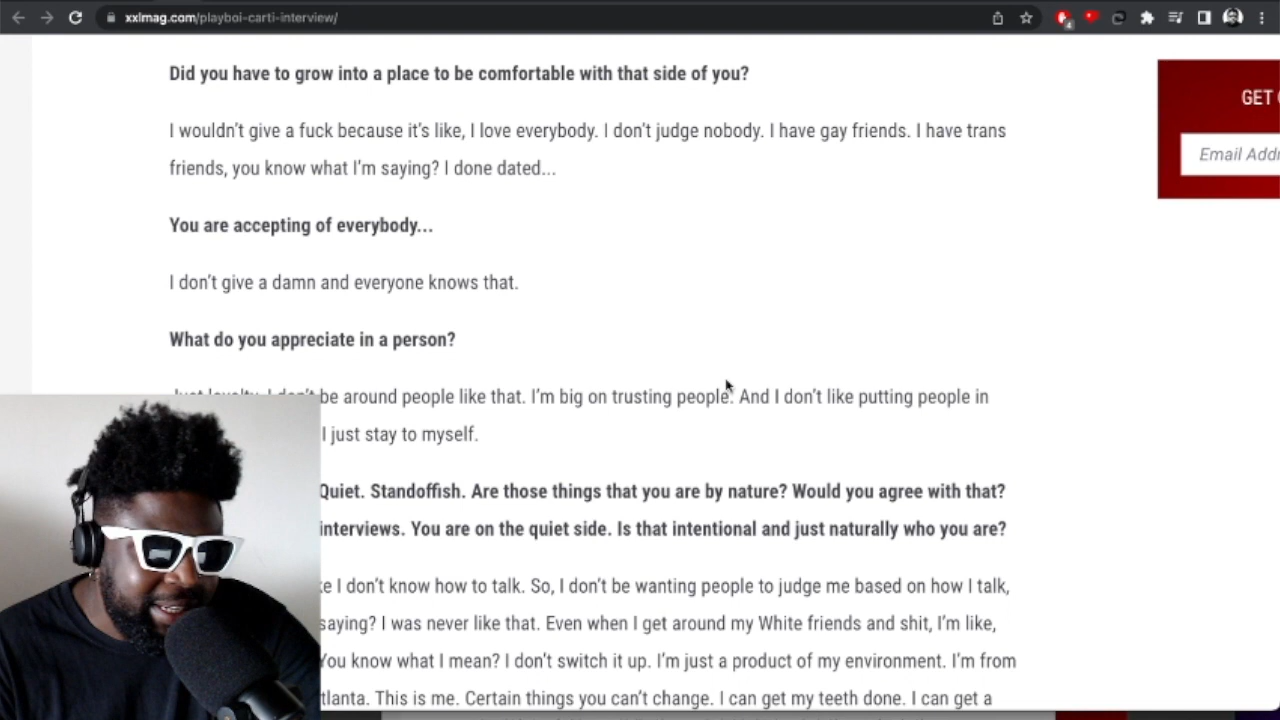 xxlmag.com/playboi-carti-interview/
4
Did you have to grow into a place to be comfortable with that side of you?
GET
I wouldn't give a fuck because it's like, I love everybody. I don't judge nobody. I have gay friends. I have trans
Email
friends, you know what I'm saying? I done dated...
You are accepting of everybody...
I don't give a damn and everyone knows that.
What do you appreciate in a person?
Just loyalty. I don't be around people like that. I'm big on trusting people. And I don't like putting people in
I just stay to myself.
Quiet. Standoffish. Are those things that you are by nature? Would you agree with that?
interviews. You are on the quiet side. Is that intentional and just naturally who you are?
I don't know how to talk. So, I don't be wanting people to judge me based on how I talk,
saying? I was never like that. Even when I get around my White friends and shit, I'm like,
You know what I mean? I don't switch it up. I'm just a product of my environment. I'm from
tlanta. This is me. Certain things you can't change. I can get my teeth done. I can get a